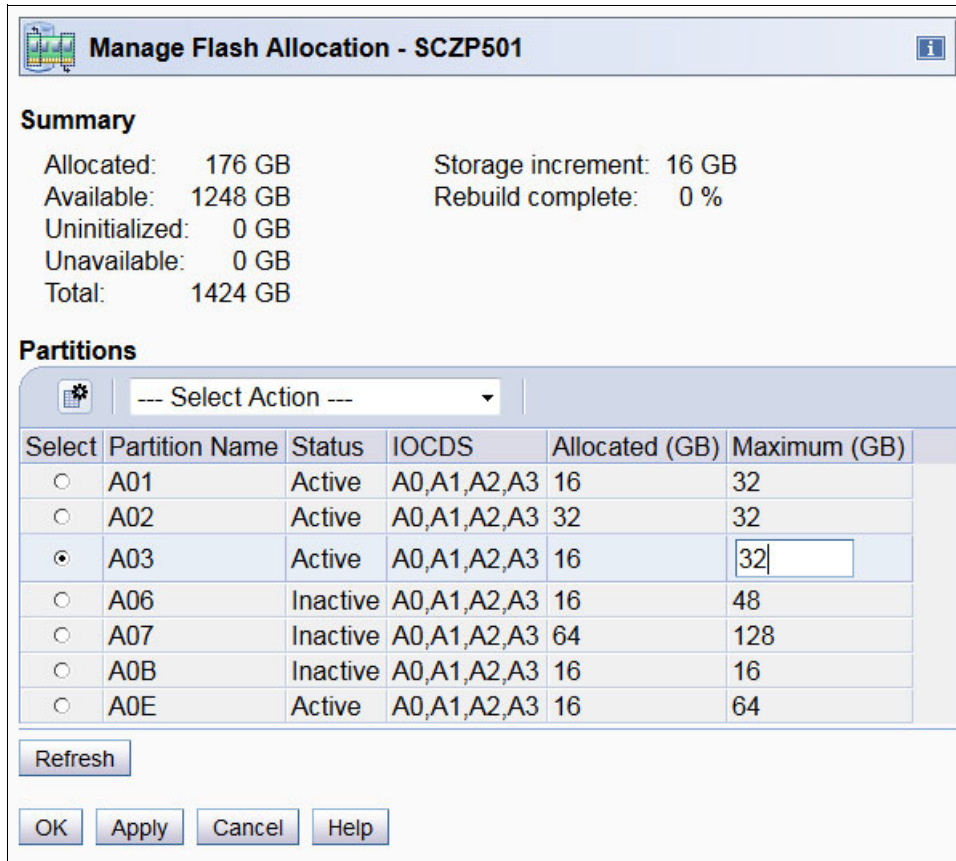 Manage Flash Allocation - SCZP501
Summary
Allocated: 176 GB Storage increment: 16 GB
Available: 1248 GB Rebuild complete: 0 %
Uninitialized: 0 GB
Unavailable: 0 GB
Total: 1424 GB
Partitions
--- Select Action ---
Select Partition Name Status IOCDS Allocated (GB) Maximum (GB)
A01 Active A0,A1,A2,A3 16 32
A02 Active A0,A1,A2,A3 32 32
A03 Active A0,A1,A2,A3 16 32
A06 Inactive A0,A1,A2,A3 16 48
A07 Inactive A0,A1,A2,A3 64 128
A0B Inactive A0,A1,A2,A3 16 16
A0E Active A0,A1,A2,A3 16 64
Refresh
OK Apply Cancel Help